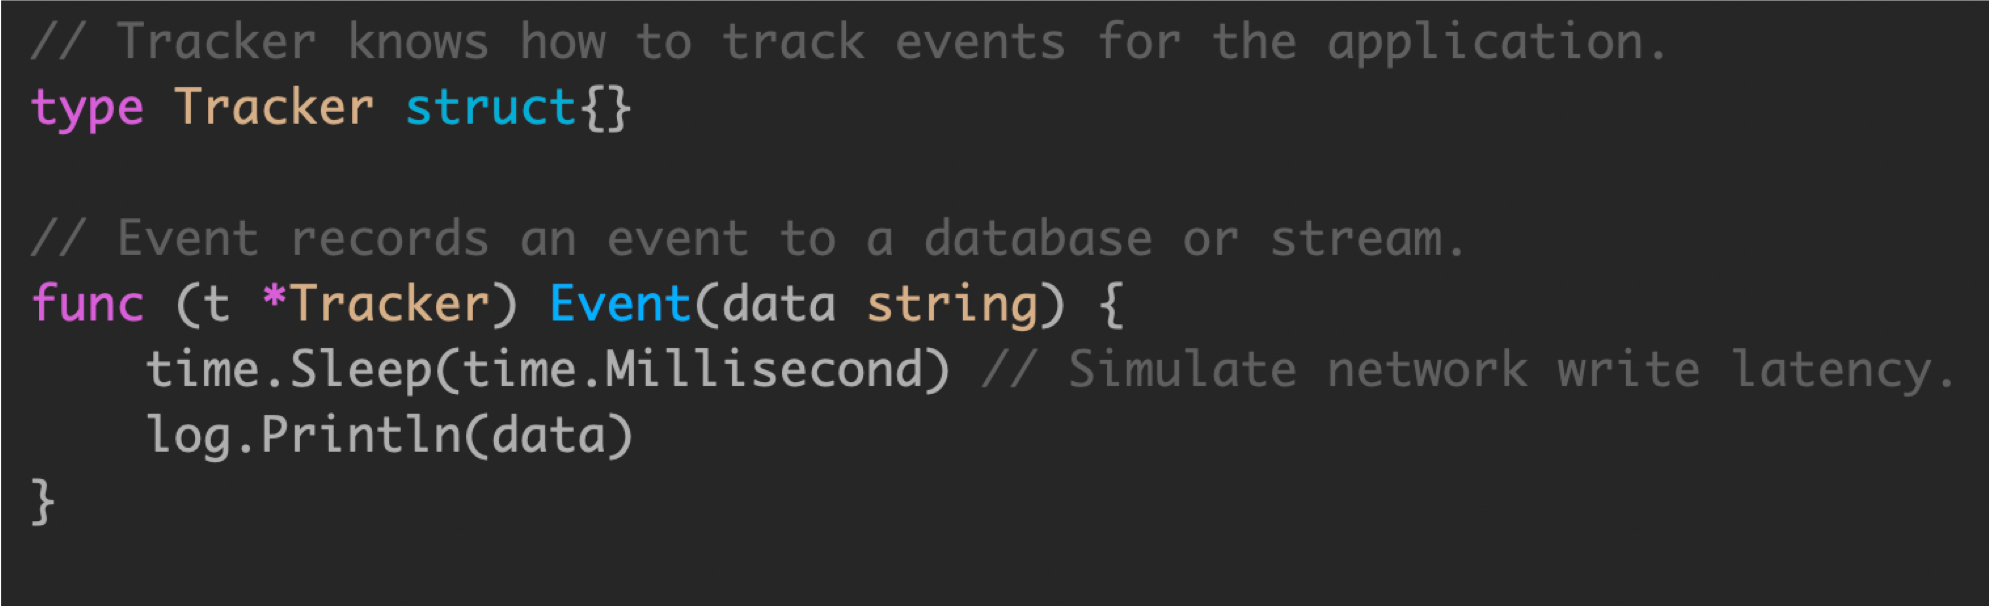 // Tracker knows how to track events for the application.
type Tracker struct{}
// Event records an event to a database or stream.
func (t *Tracker) Event(data string) {
    time.Sleep(time.Millisecond) // Simulate network write latency.
    log.Println(data)
}